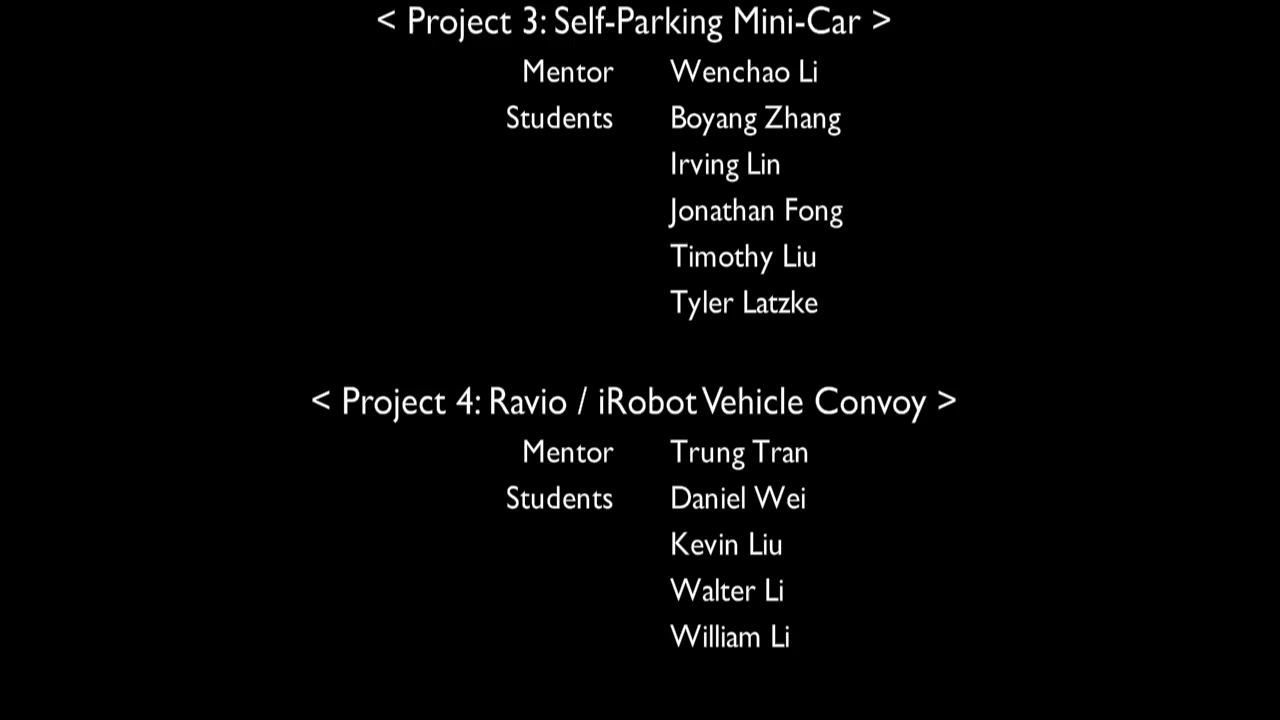 < Project 3: Self-Parking Mini-Car >
Mentor Wenchao Li
Students Boyang Zhang
Irving Lin
Jonathan Fong
Timothy Liu
Tyler Latzke
< Project 4: Ravio / iRobot Vehicle Convoy >
Mentor Trung Tran
Students Daniel Wei
Kevin Liu
Walter Li
William Li